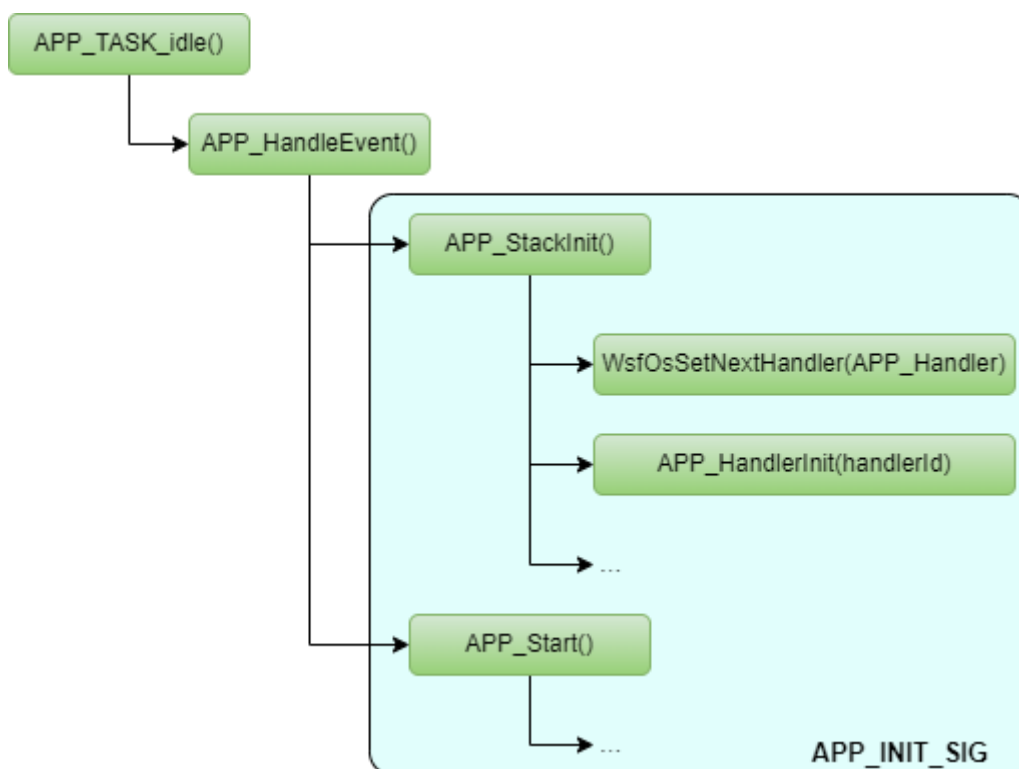 APP_TASK_idle()
APP_HandleEvent()
APP_StackInit()
WsfOsSetNextHandler(APP_Handler)
APP_HandlerInit(handlerId)
...
APP_Start()
...
APP_INIT_SIG